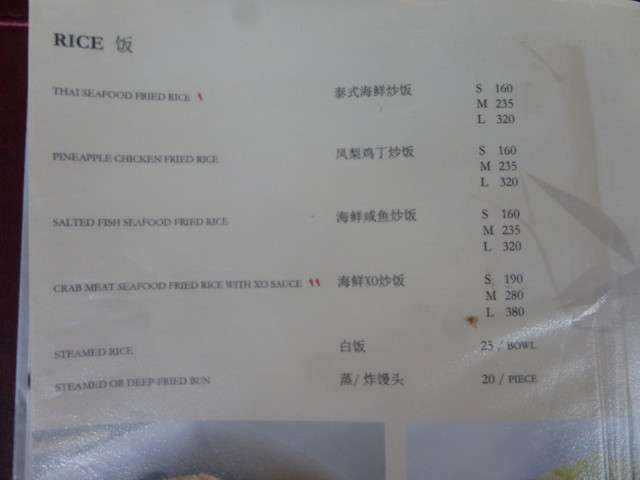 RICE 饭
THAI SEAFOOD FRIED RICE 泰式海鲜炒饭 S 160
M 235
L 320
PINEAPPLE CHICKEN FRIED RICE 凤梨鸡丁炒饭 S 160
M 235
L 320
SALTED FISH SEAFOOD FRIED RICE 海鲜咸鱼炒饭 S 160
M 235
L 320
CRAB MEAT SEAFOOD FRIED RICE WITH XO SAUCE 海鲜XO炒饭 S 190
M 280
L 380
STEAMED RICE 白饭 25 / BOWL
STEAMED OR DEEP-FRIED BUN 蒸/ 炸馒头 20 / PIECE